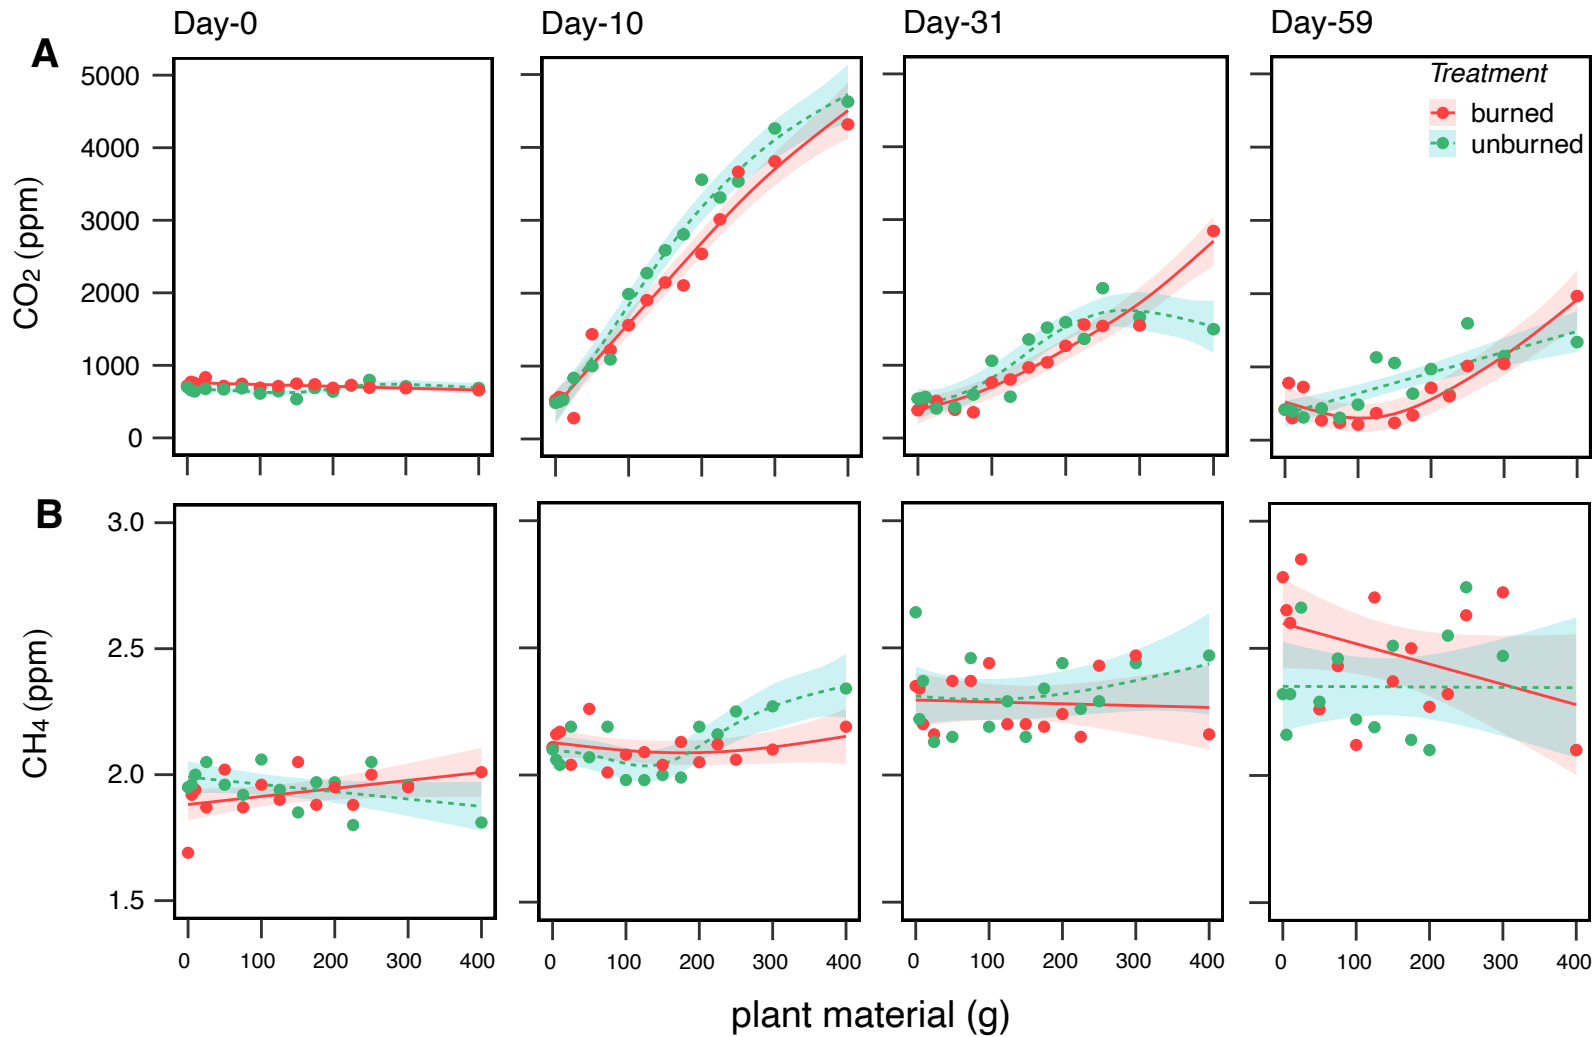 Day-0
Day-10
Day-31
Day-59
A
5000
4000
3000
2000
1000
0
CO2 (ppm)
Treatment
burned
unburned
B
3.0
2.5
2.0
1.5
CH4 (ppm)
0 100 200 300 400
0 100 200 300 400
0 100 200 300 400
0 100 200 300 400
plant material (g)